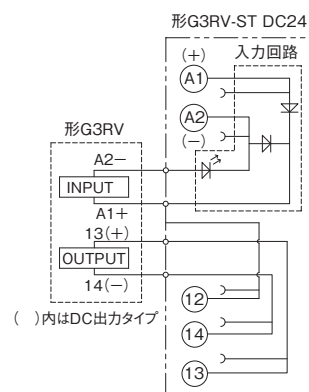 形G3RV-ST DC24
(+)
入力回路
A1
A2
(-)
形G3RV
A2-
INPUT
A1+
13(+)
OUTPUT
14(-)
( )内はDC出力タイプ
12
14
13